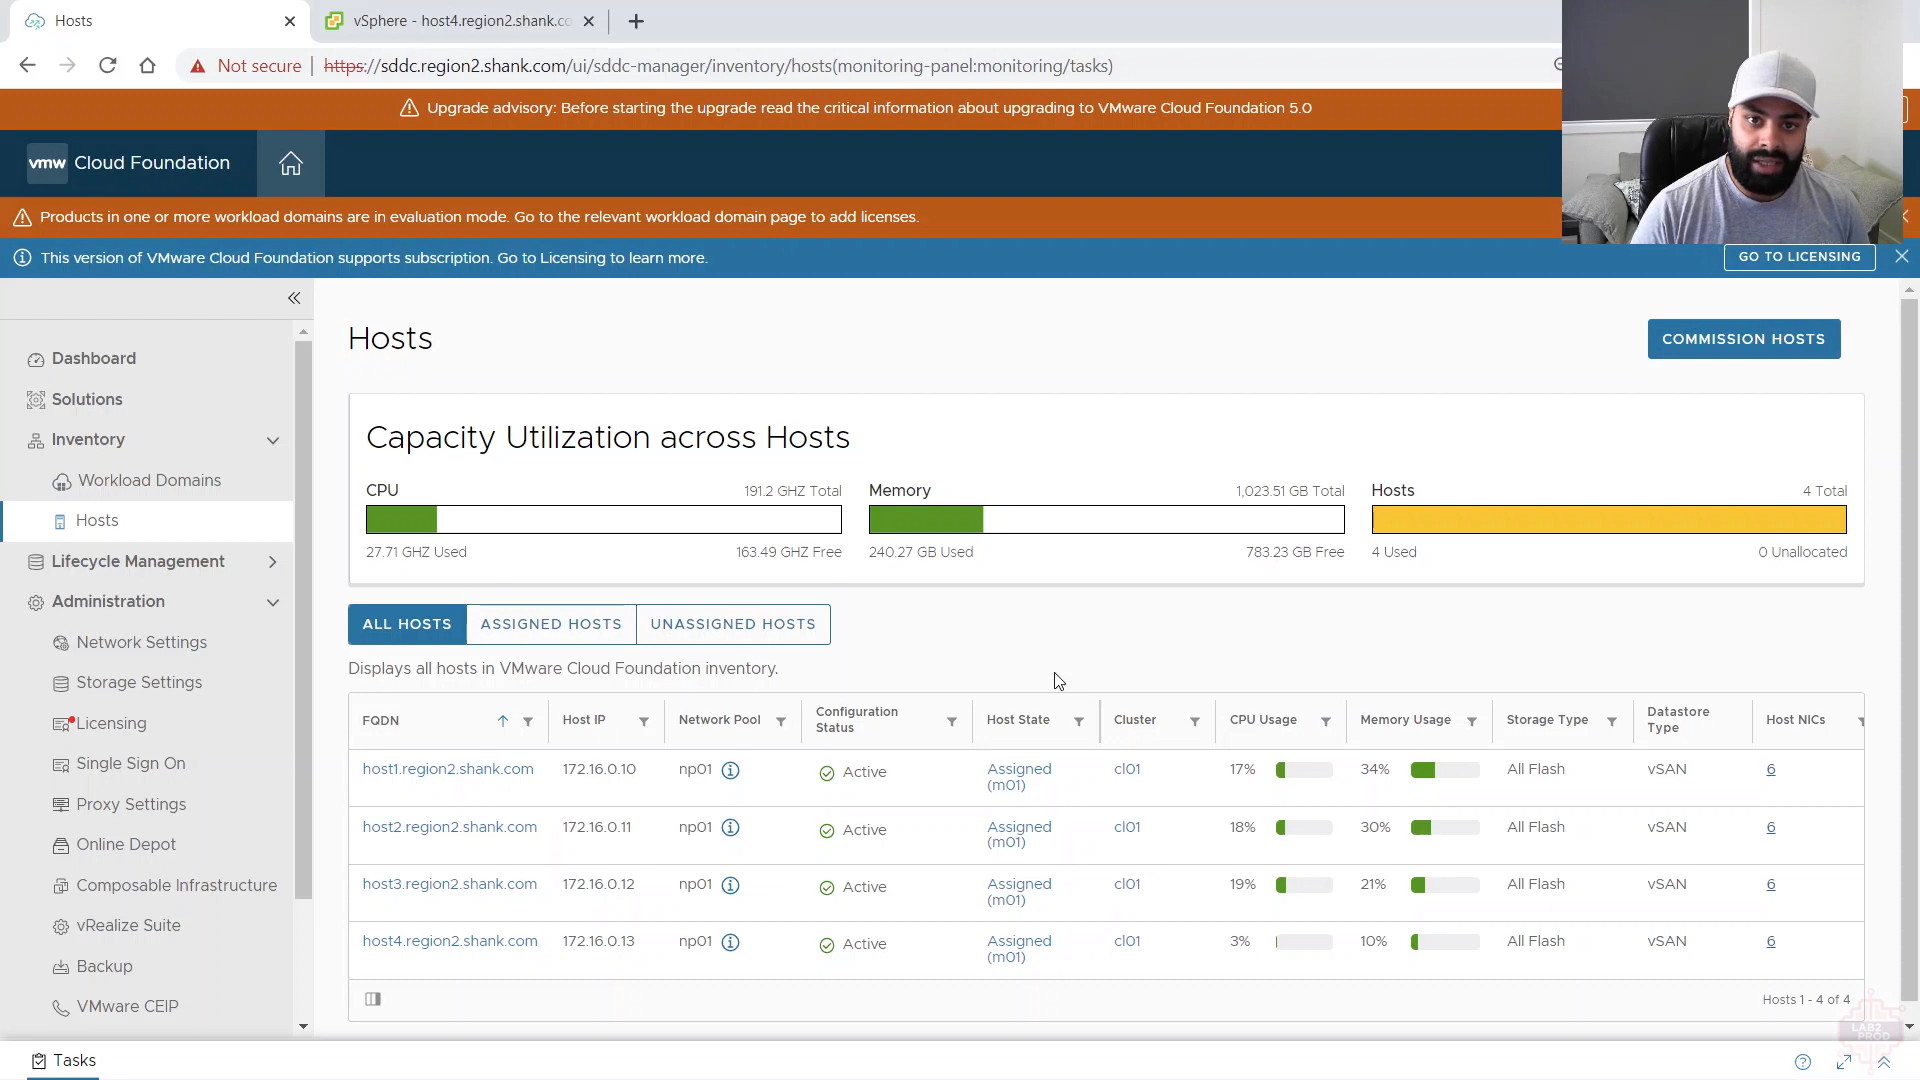 Hosts
vSphere - host4.region2.shank.co
Not secure | https://sddc.region2.shank.com/ui/sddc-manager/inventory/hosts(monitoring-panel:monitoring/tasks)
Upgrade advisory: Before starting the upgrade read the critical information about upgrading to VMware Cloud Foundation 5.0
vmw Cloud Foundation
Products in one or more workload domains are in evaluation mode. Go to the relevant workload domain page to add licenses.
This version of VMware Cloud Foundation supports subscription. Go to Licensing to learn more.
GO TO LICENSING
Dashboard
Solutions
Inventory
Workload Domains
Hosts
Lifecycle Management
Administration
Network Settings
Storage Settings
Licensing
Single Sign On
Proxy Settings
Online Depot
Composable Infrastructure
vRealize Suite
Backup
VMware CEIP
Hosts
COMMISSION HOSTS
Capacity Utilization across Hosts
CPU 191.2 GHZ Total
27.71 GHZ Used 163.49 GHZ Free
Memory 1,023.51 GB Total
240.27 GB Used 783.23 GB Free
Hosts 4 Total
4 Used 0 Unallocated
ALL HOSTS ASSIGNED HOSTS UNASSIGNED HOSTS
Displays all hosts in VMware Cloud Foundation inventory.
FQDN Host IP Network Pool Configuration Status Host State Cluster CPU Usage Memory Usage Storage Type Datastore Type Host NICs
host1.region2.shank.com 172.16.0.10 np01 Active Assigned (m01) cl01 17% 34% All Flash vSAN 6
host2.region2.shank.com 172.16.0.11 np01 Active Assigned (m01) cl01 18% 30% All Flash vSAN 6
host3.region2.shank.com 172.16.0.12 np01 Active Assigned (m01) cl01 19% 21% All Flash vSAN 6
host4.region2.shank.com 172.16.0.13 np01 Active Assigned (m01) cl01 3% 10% All Flash vSAN 6
Hosts 1 - 4 of 4
LAB2
PROD
Tasks